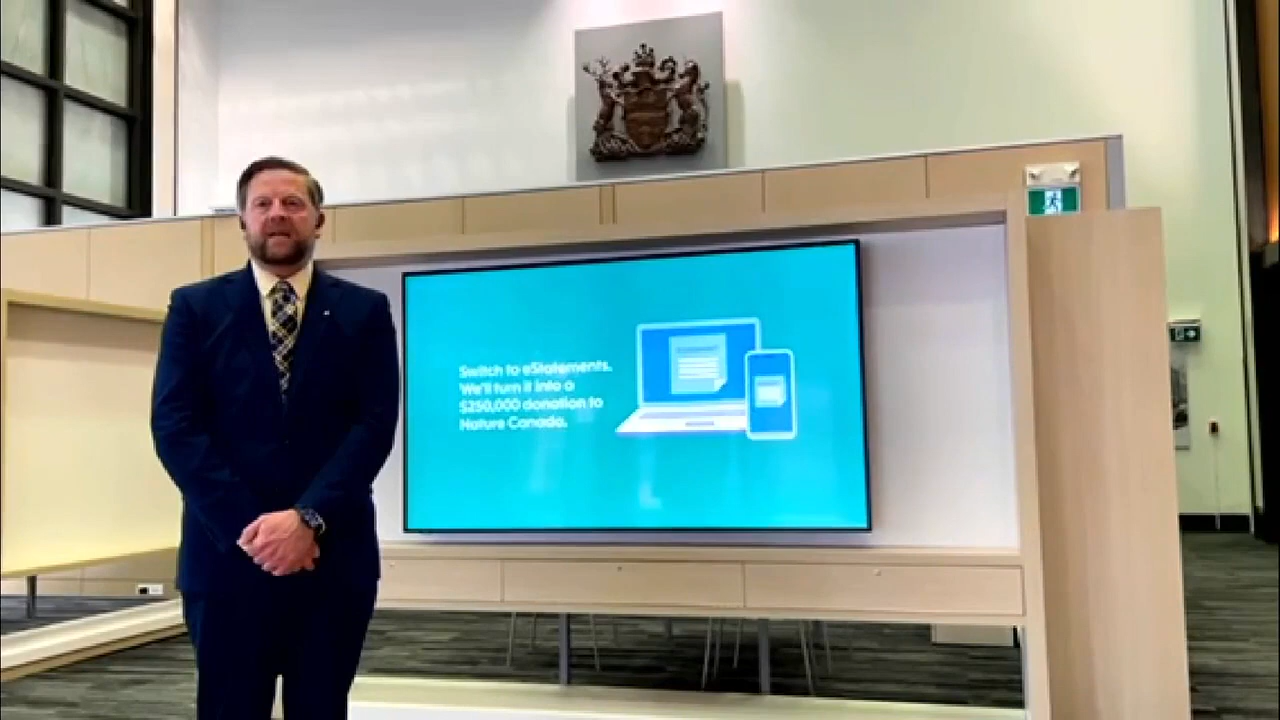 Switch to eStatements.
We'll turn it into a
$250,000 donation to
Nature Canada.